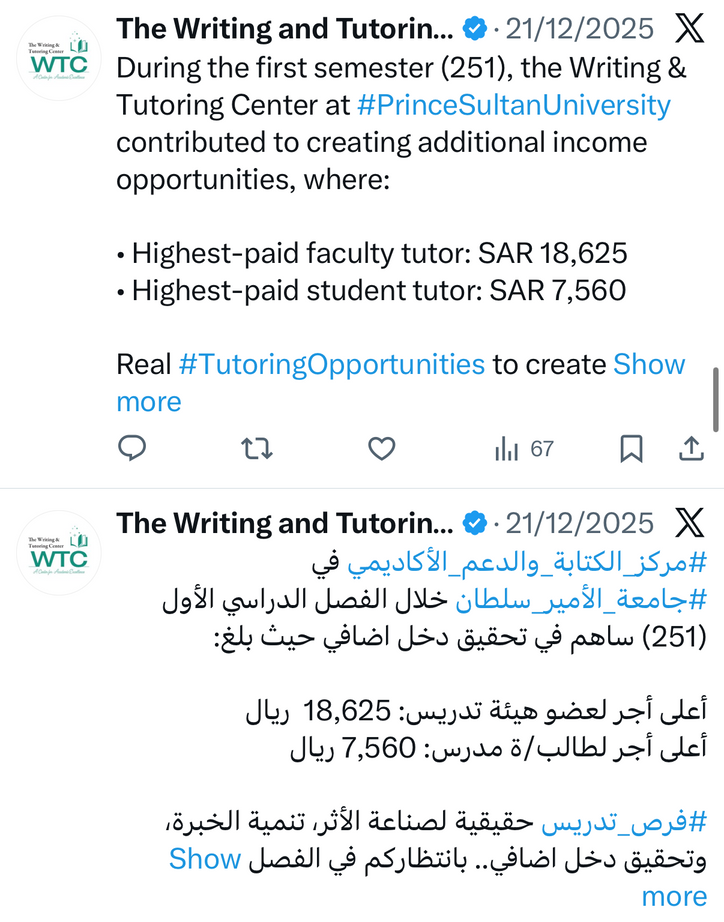 The Writing and Tutorin... · 21/12/2025
During the first semester (251), the Writing &
Tutoring Center at #PrinceSultanUniversity
contributed to creating additional income
opportunities, where:
• Highest-paid faculty tutor: SAR 18,625
• Highest-paid student tutor: SAR 7,560
Real #TutoringOpportunities to create Show
more
67
The Writing &
Tutoring Center
WTC
The Writing and Tutorin... · 21/12/2025
#مركز_الكتابة_والدعم_الأكاديمي في
#جامعة_الأمير_سلطان خلال الفصل الدراسي الأول
(251) ساهم في تحقيق دخل اضافي حيث بلغ:
أعلى أجر لعضو هيئة تدريس: 18,625 ريال
أعلى أجر لطالب/ة مدرس: 7,560 ريال
#فرص_تدريس حقيقية لصناعة الأثر، تنمية الخبرة،
وتحقيق دخل اضافي.. بانتظاركم في الفصل Show
more
The Writing &
Tutoring Center
WTC